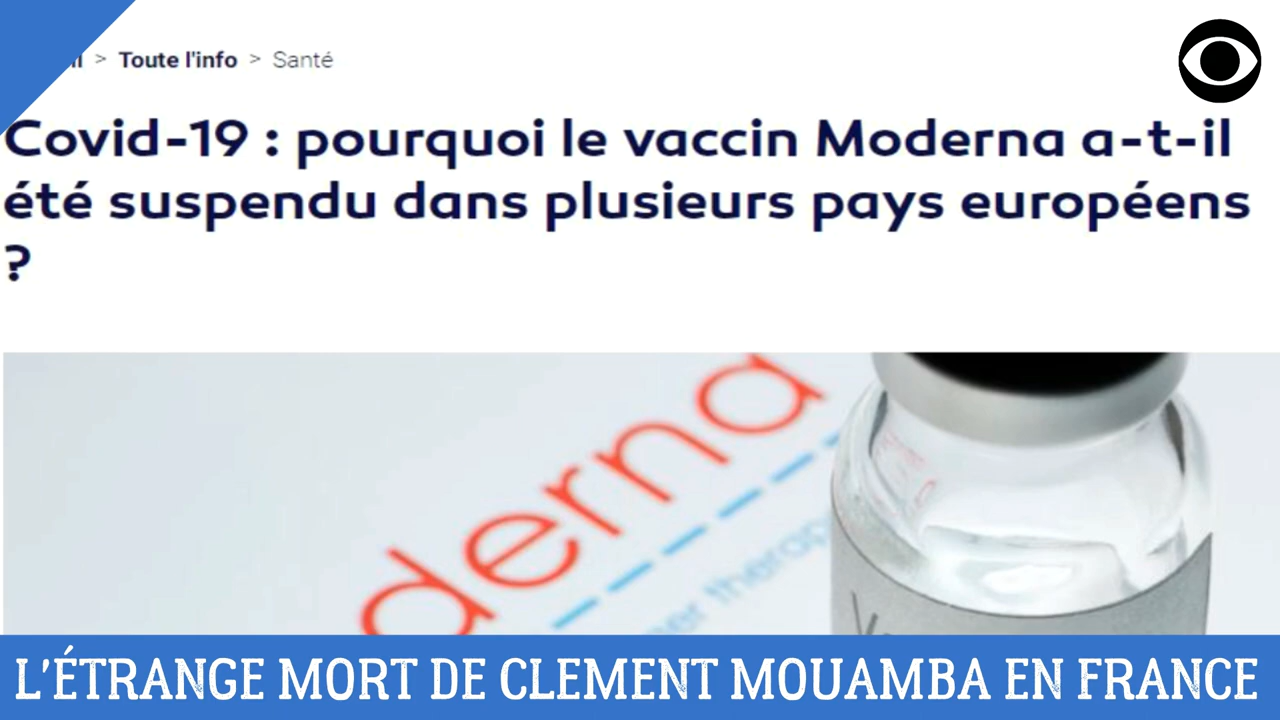 > Toute l'info > Santé
Covid-19 : pourquoi le vaccin Moderna a-t-il
été suspendu dans plusieurs pays européens
?
derna
L'ÉTRANGE MORT DE CLEMENT MOUAMBA EN FRANCE